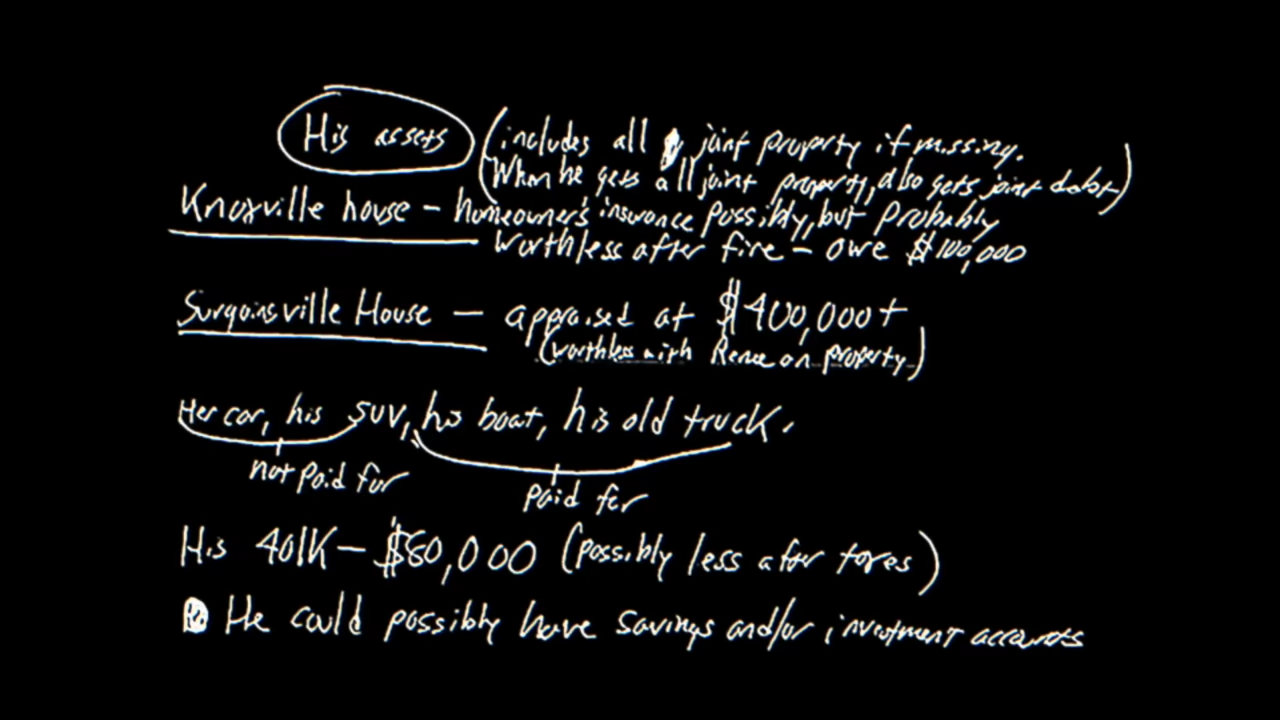 His assets (includes all joint property if missing.
(When he gets all joint property, also gets joint debt)
Knoxville house – homeowner's insurance possibly, but probably
worthless after fire – owe $100,000
Surgoinsville House – appraised at $400,000+
(worthless with Renee on property)
Her car, his SUV, his boat, his old truck.
not paid for
paid for
His 401K – $60,000 (possibly less after taxes)
He could possibly have savings and/or investment accounts